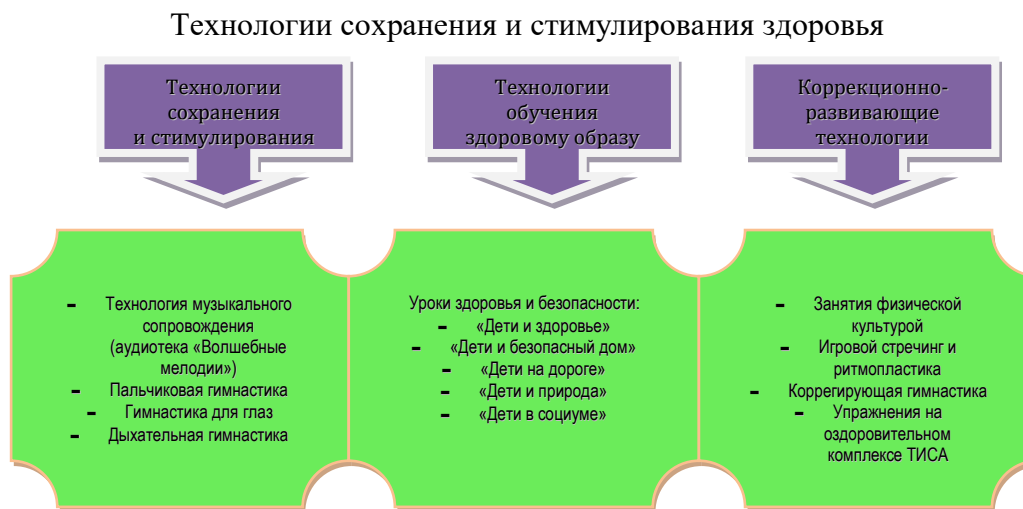 Технологии сохранения и стимулирования здоровья
Технологии
сохранения
и стимулирования
Технологии
обучения
здоровому образу
Коррекционно-
развивающие
технологии
- Технология музыкального
сопровождения
(аудиотека «Волшебные
мелодии»)
- Пальчиковая гимнастика
- Гимнастика для глаз
- Дыхательная гимнастика
Уроки здоровья и безопасности:
- «Дети и здоровье»
- «Дети и безопасный дом»
- «Дети на дороге»
- «Дети и природа»
- «Дети в социуме»
- Занятия физической
культурой
- Игровой стречинг и
ритмопластика
- Коррегирующая гимнастика
- Упражнения на
оздоровительном
комплексе ТИСА